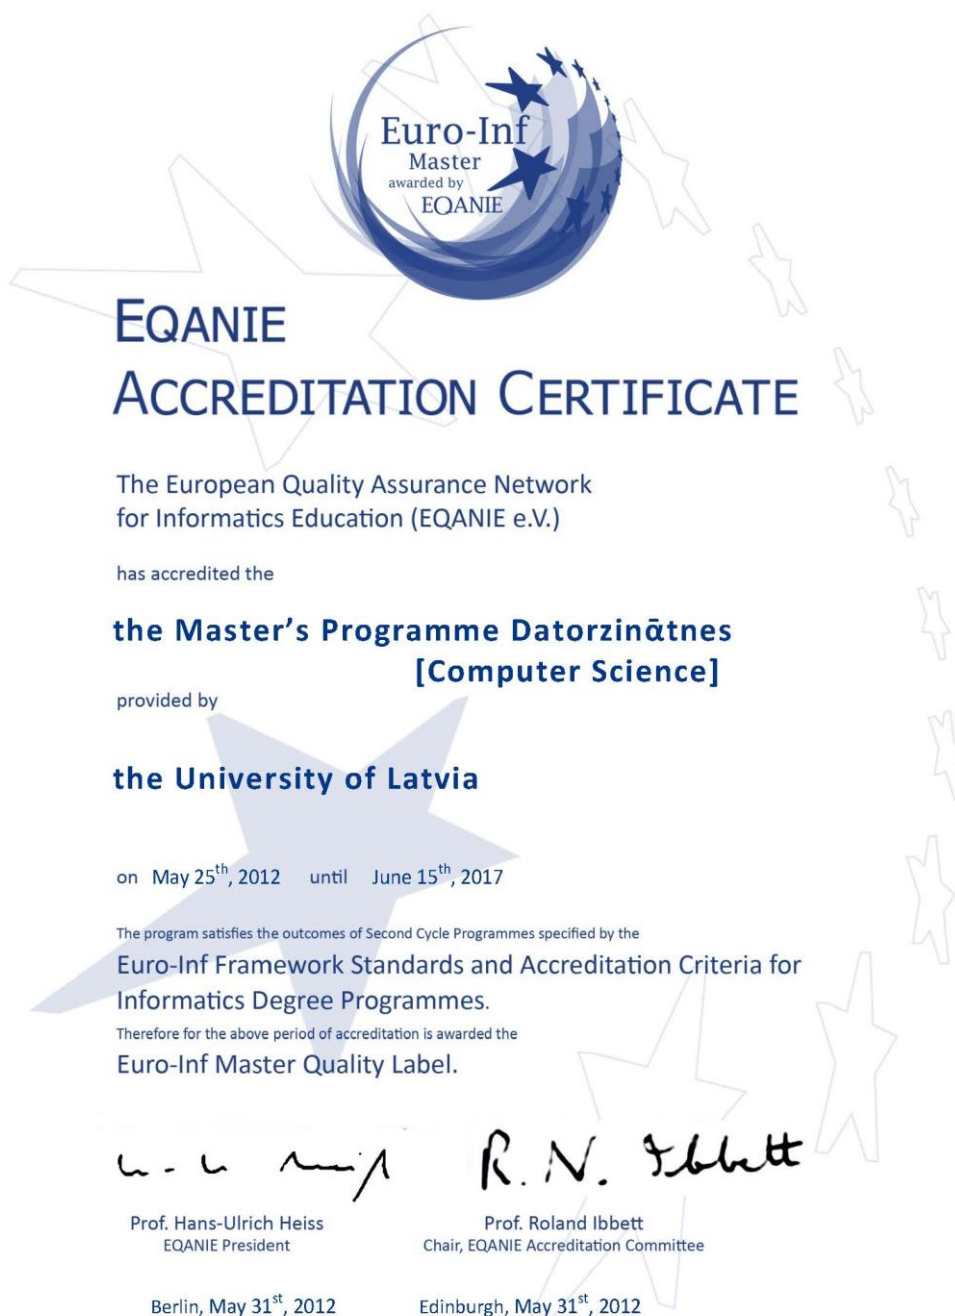 Euro-Inf
Master
awarded by
EQANIE
EQANIE
ACCREDITATION CERTIFICATE
The European Quality Assurance Network
for Informatics Education (EQANIE e.V.)
has accredited the
the Master's Programme Datorzinātnes
[Computer Science]
provided by
the University of Latvia
on May 25th, 2012 until June 15th, 2017
The program satisfies the outcomes of Second Cycle Programmes specified by the
Euro-Inf Framework Standards and Accreditation Criteria for
Informatics Degree Programmes.
Therefore for the above period of accreditation is awarded the
Euro-Inf Master Quality Label.
R. N. Ibbett
Prof. Hans-Ulrich Heiss Prof. Roland Ibbett
EQANIE President Chair, EQANIE Accreditation Committee
Berlin, May 31st, 2012 Edinburgh, May 31st, 2012